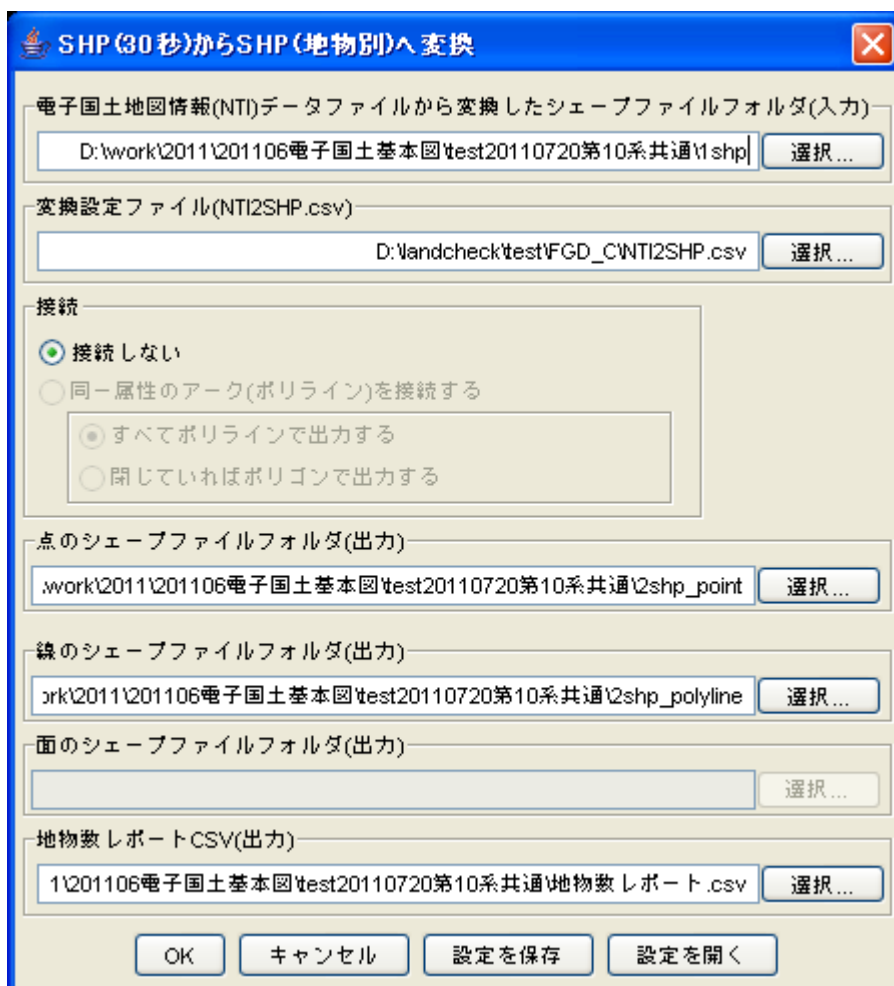 SHP(30秒)からSHP(地物別)へ変換
電子国土地図情報(NTI)データファイルから変換したシェープファイルフォルダ(入力)
D:\work\2011\201106電子国土基本図\test20110720第10系共通\1shp
選択...
変換設定ファイル(NTI2SHP.csv)
D:\landcheck\test\FGD_C\NTI2SHP.csv
選択...
接続
接続しない
同一属性のアーク(ポリライン)を接続する
すべてポリラインで出力する
閉じていればポリゴンで出力する
点のシェープファイルフォルダ(出力)
.work\2011\201106電子国土基本図\test20110720第10系共通\2shp_point
選択...
線のシェープファイルフォルダ(出力)
ork\2011\201106電子国土基本図\test20110720第10系共通\2shp_polyline
選択...
面のシェープファイルフォルダ(出力)
選択...
地物数レポートCSV(出力)
1\201106電子国土基本図\test20110720第10系共通\地物数レポート.csv
選択...
OK キャンセル 設定を保存 設定を開く